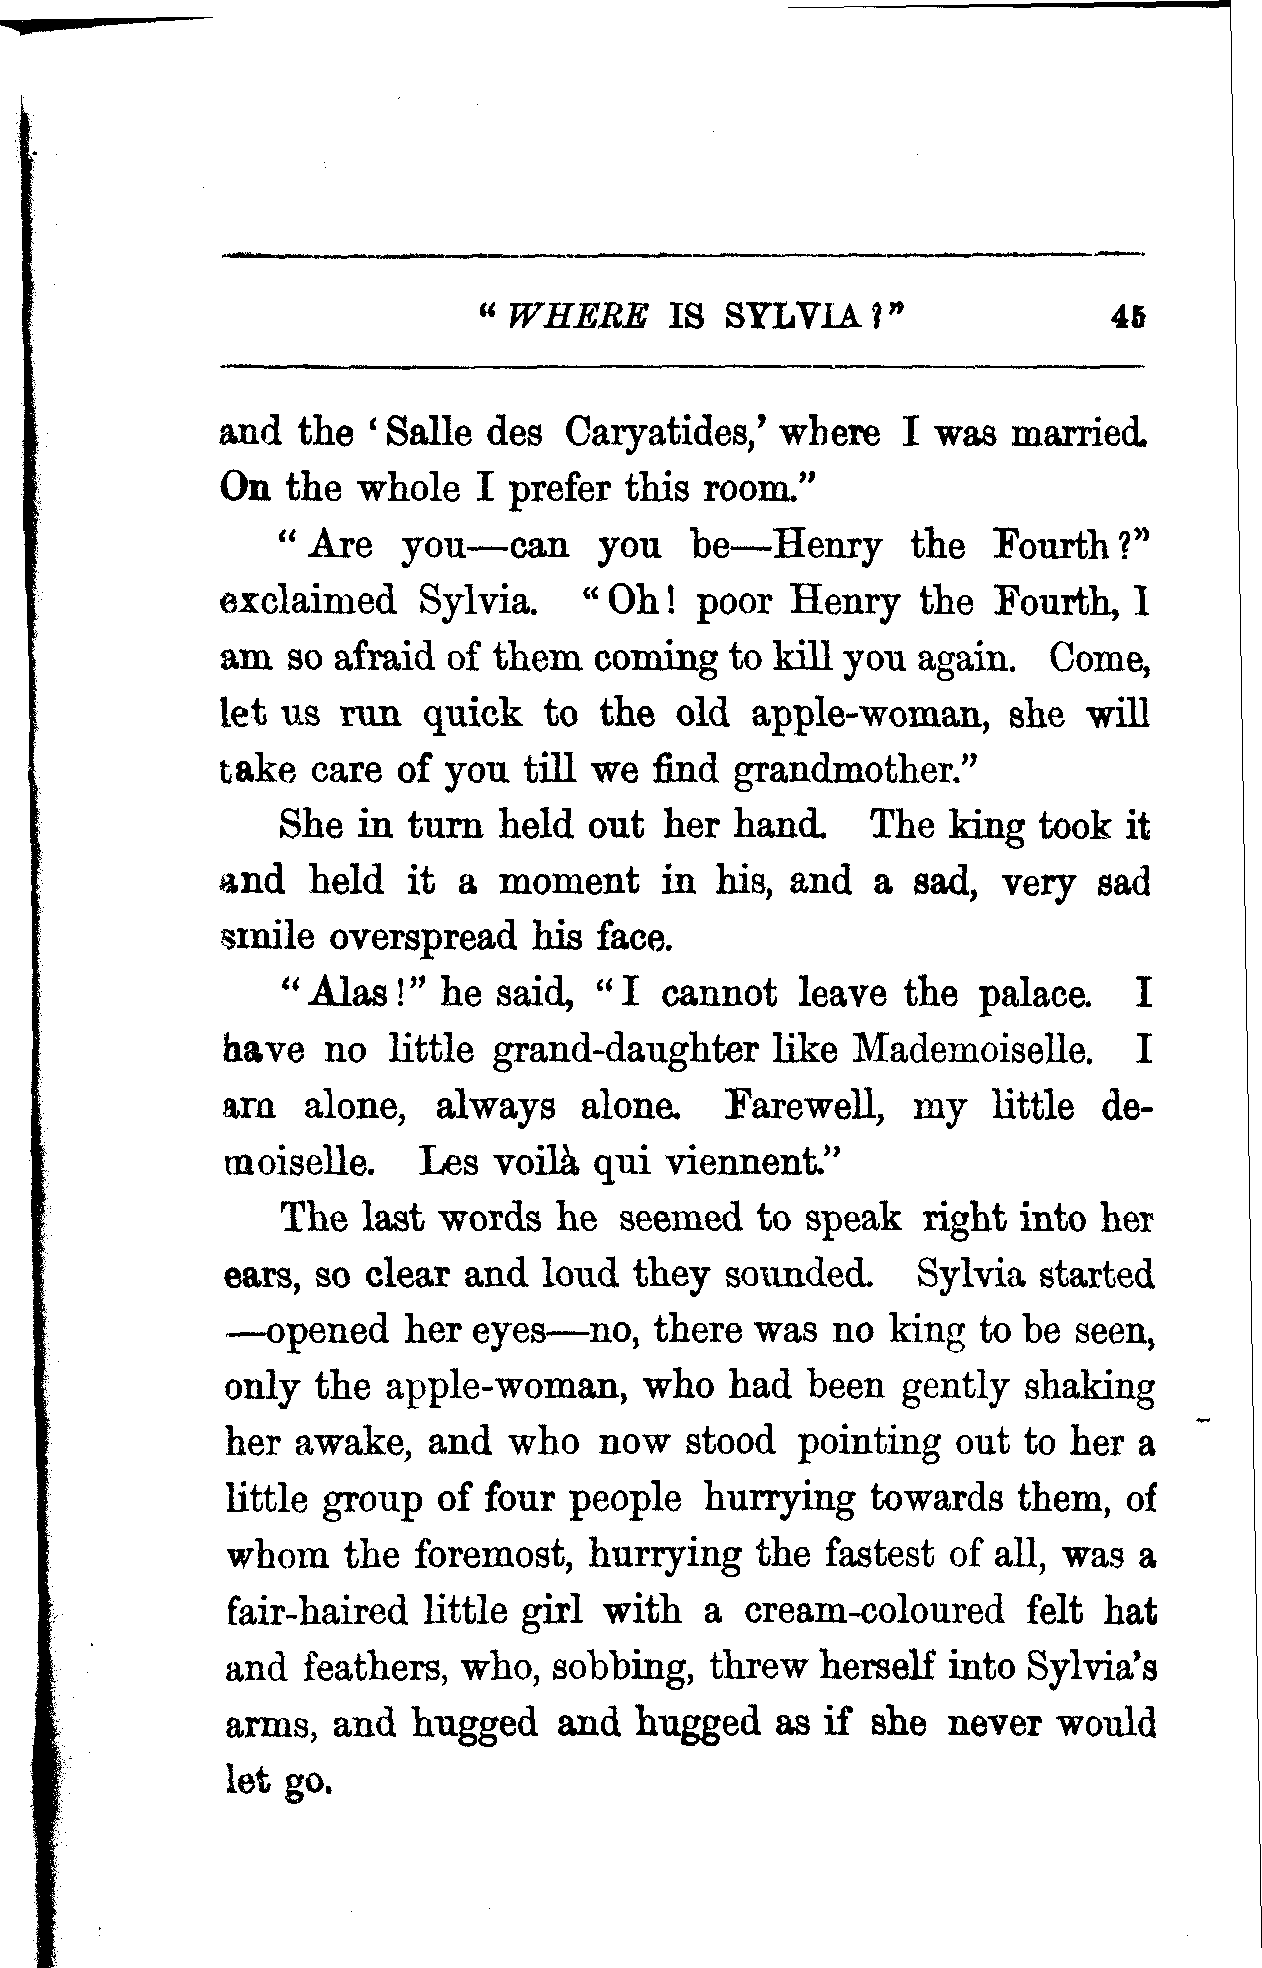 “ WHERE IS SYLVIA ?” 45
and the ‘ Salle des Caryatides,’ where I was married.
On the whole I prefer this room.”
“ Are you—can you be—Henry the Fourth ?”
exclaimed Sylvia. “ Oh ! poor Henry the Fourth, I
am so afraid of them coming to kill you again. Come,
let us run quick to the old apple-woman, she will
take care of you till we find grandmother.”
She in turn held out her hand. The king took it
and held it a moment in his, and a sad, very sad
smile overspread his face.
“ Alas !” he said, “ I cannot leave the palace. I
have no little grand-daughter like Mademoiselle. I
am alone, always alone. Farewell, my little de-
moiselle. Les voilà qui viennent.”
The last words he seemed to speak right into her
ears, so clear and loud they sounded. Sylvia started
—opened her eyes—no, there was no king to be seen,
only the apple-woman, who had been gently shaking
her awake, and who now stood pointing out to her a
little group of four people hurrying towards them, of
whom the foremost, hurrying the fastest of all, was a
fair-haired little girl with a cream-coloured felt hat
and feathers, who, sobbing, threw herself into Sylvia’s
arms, and hugged and hugged as if she never would
let go.